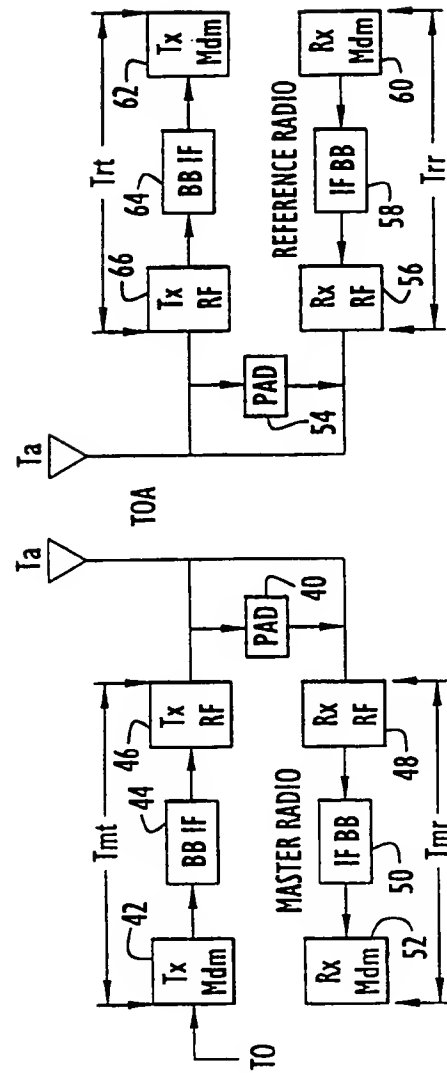 Tmt
42
Tx
Mdm
44
BB IF
46
Tx
RF
TO
PAD
40
MASTER RADIO
Rx
Mdm
52
IF BB
50
Rx
RF
48
Tmr
Ta
TOA
Ta
Trt
66
Tx
RF
64
BB IF
62
Tx
Mdm
PAD
54
REFERENCE RADIO
Rx
RF
56
IF BB
58
Rx
Mdm
60
Trr